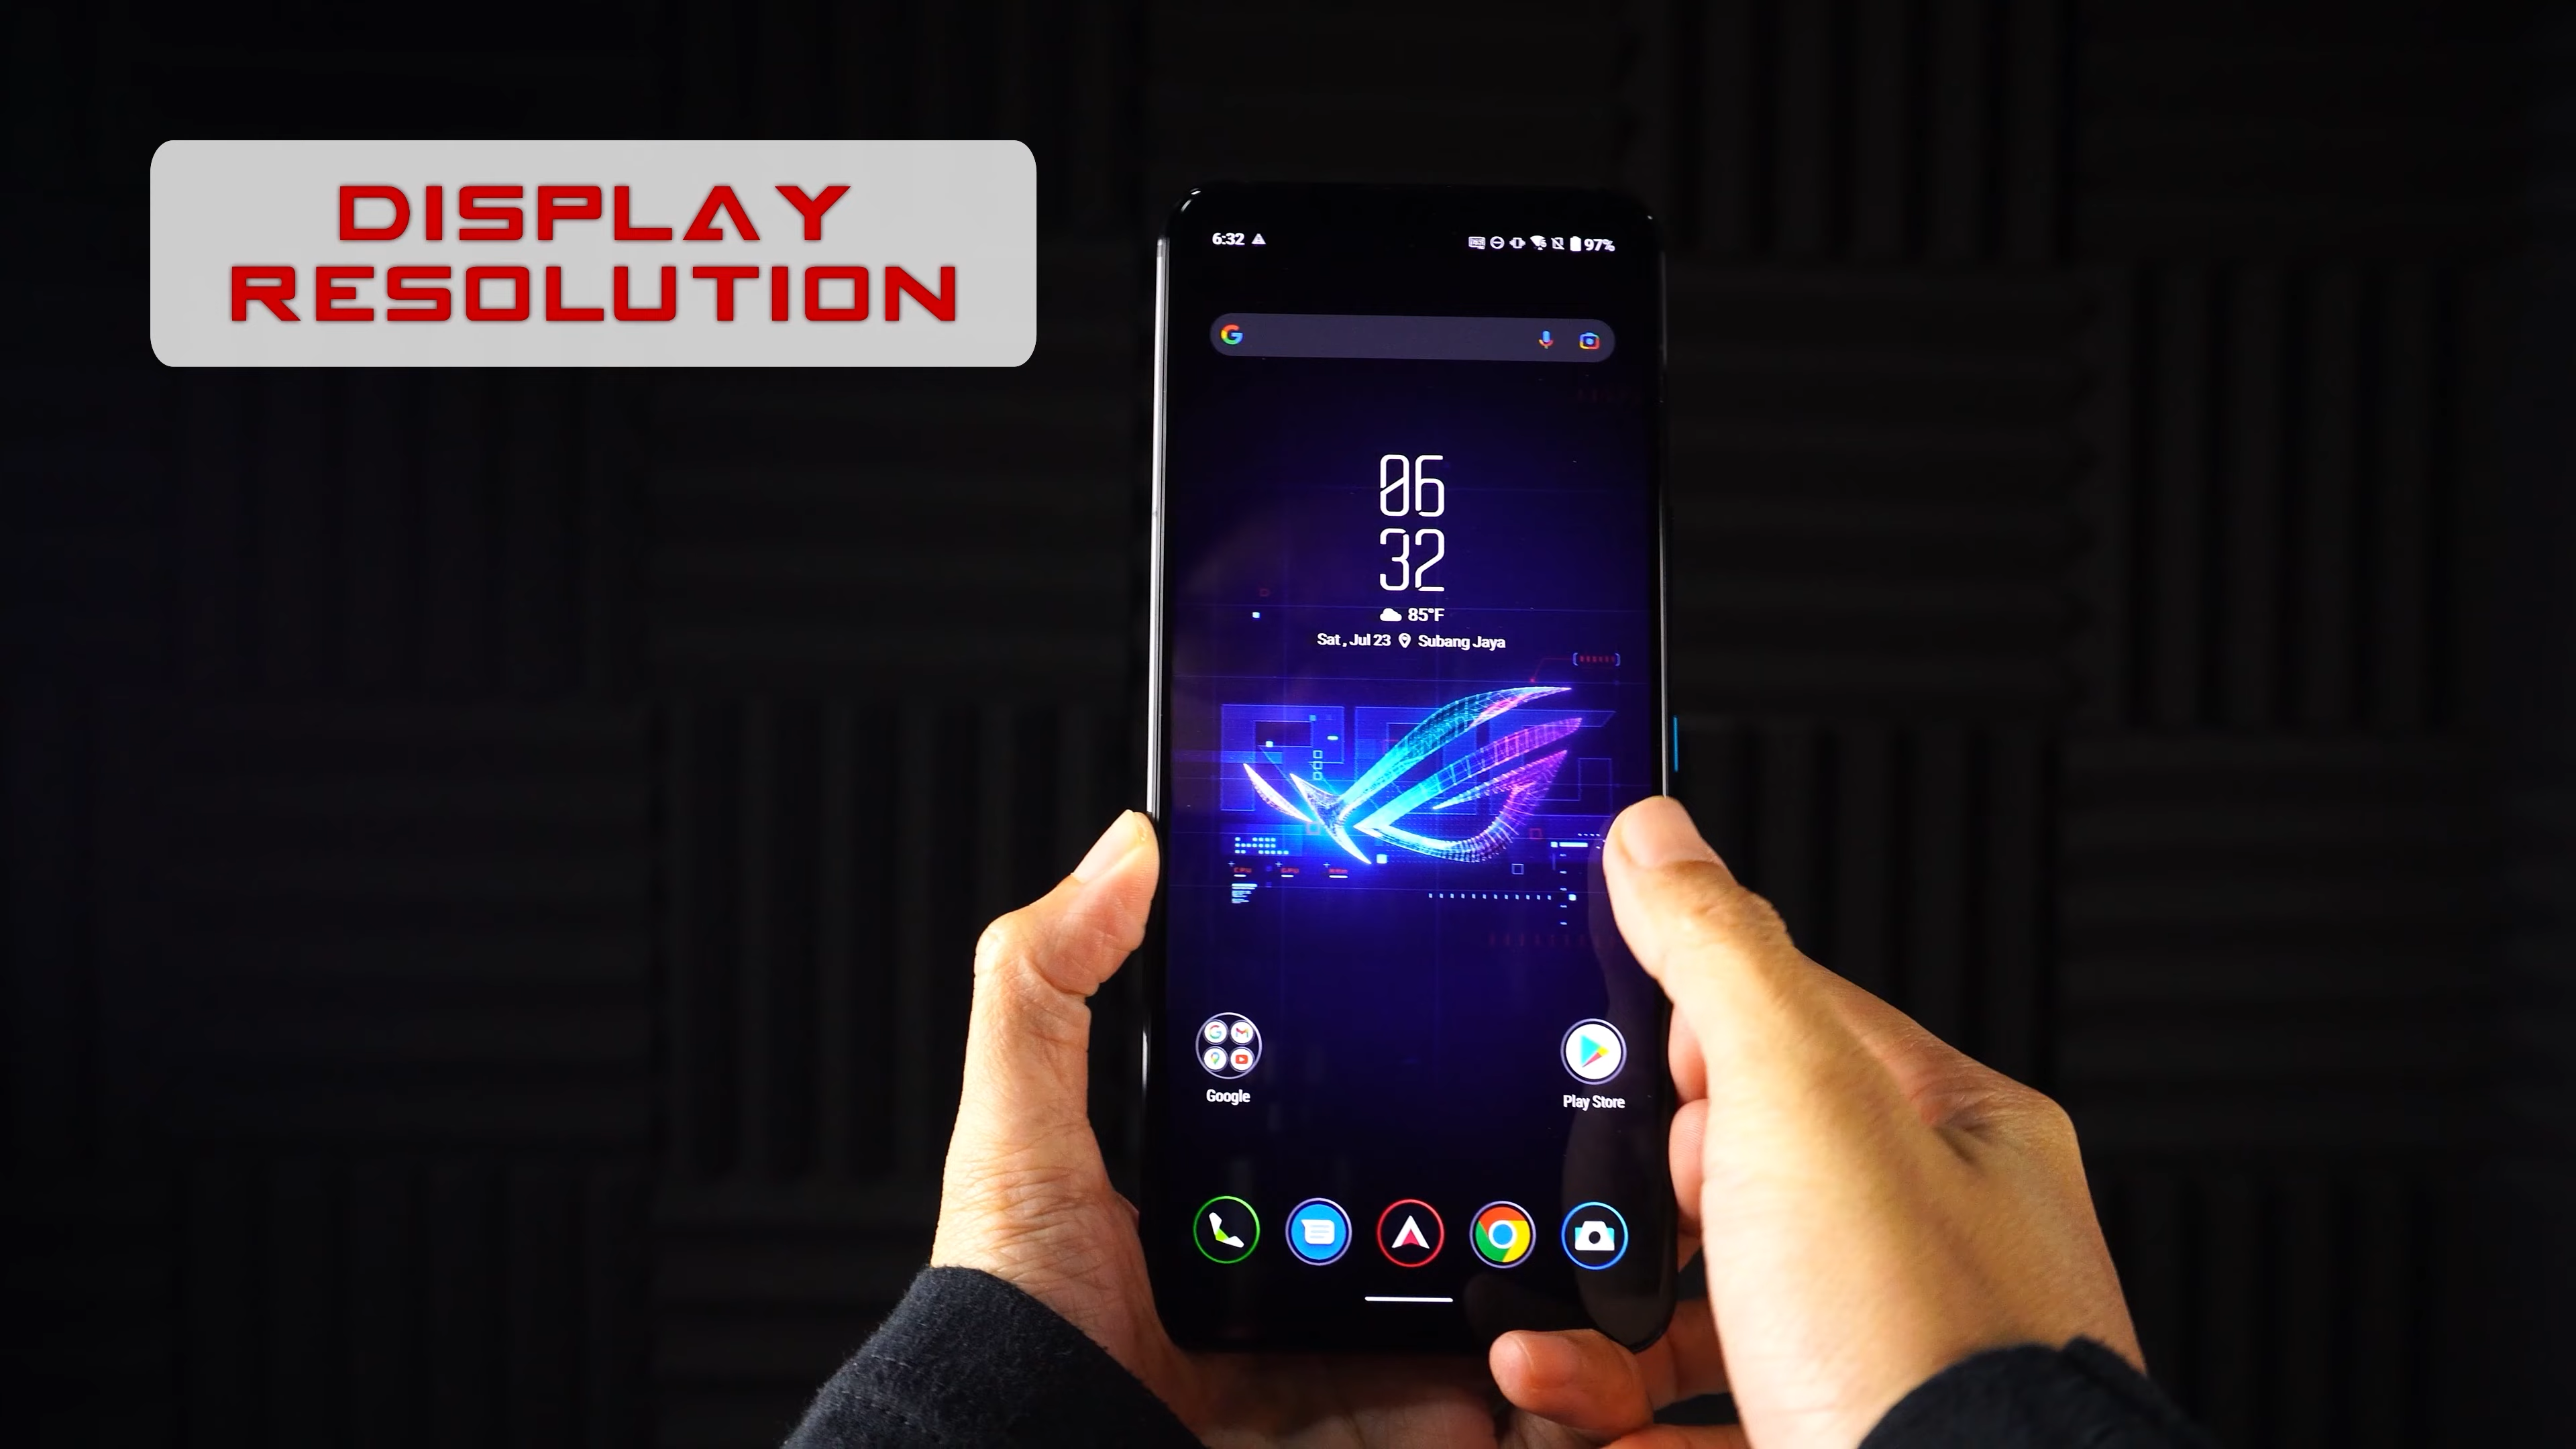 DISPLAY
RESOLUTION
6:32
97%
06
32
85°F
Sat, Jul 23 Subang Jaya
Google
Play Store